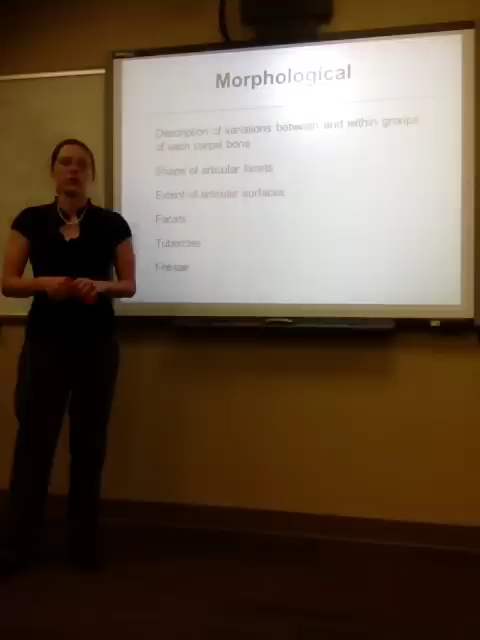 Morphological
Description of variations between and within groups
of each carpal bone
Shape of articular facets
Extent of articular surfaces
Facets
Tubercles